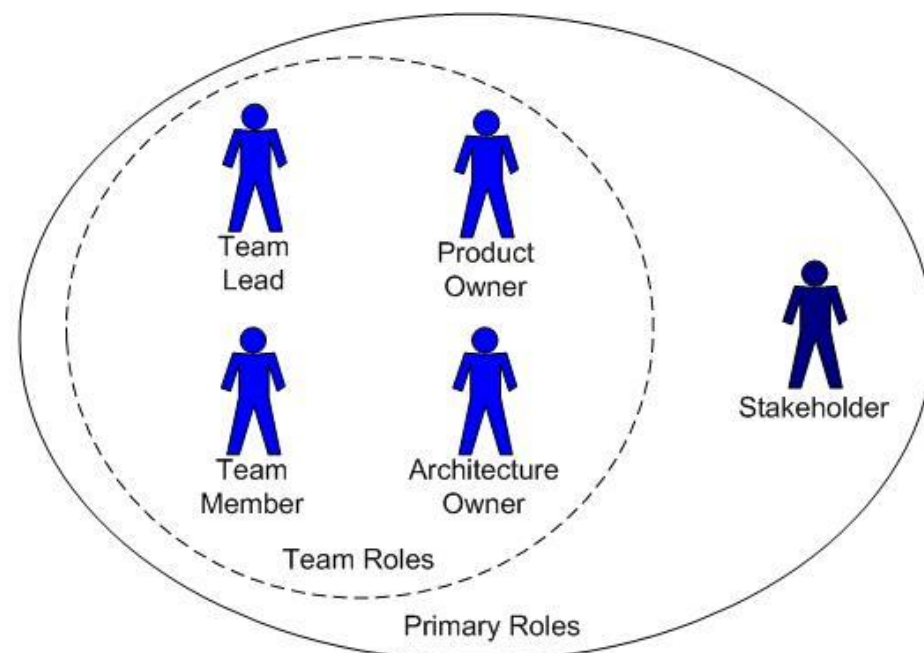 Team
Lead
Product
Owner
Stakeholder
Team
Member
Architecture
Owner
Team Roles
Primary Roles